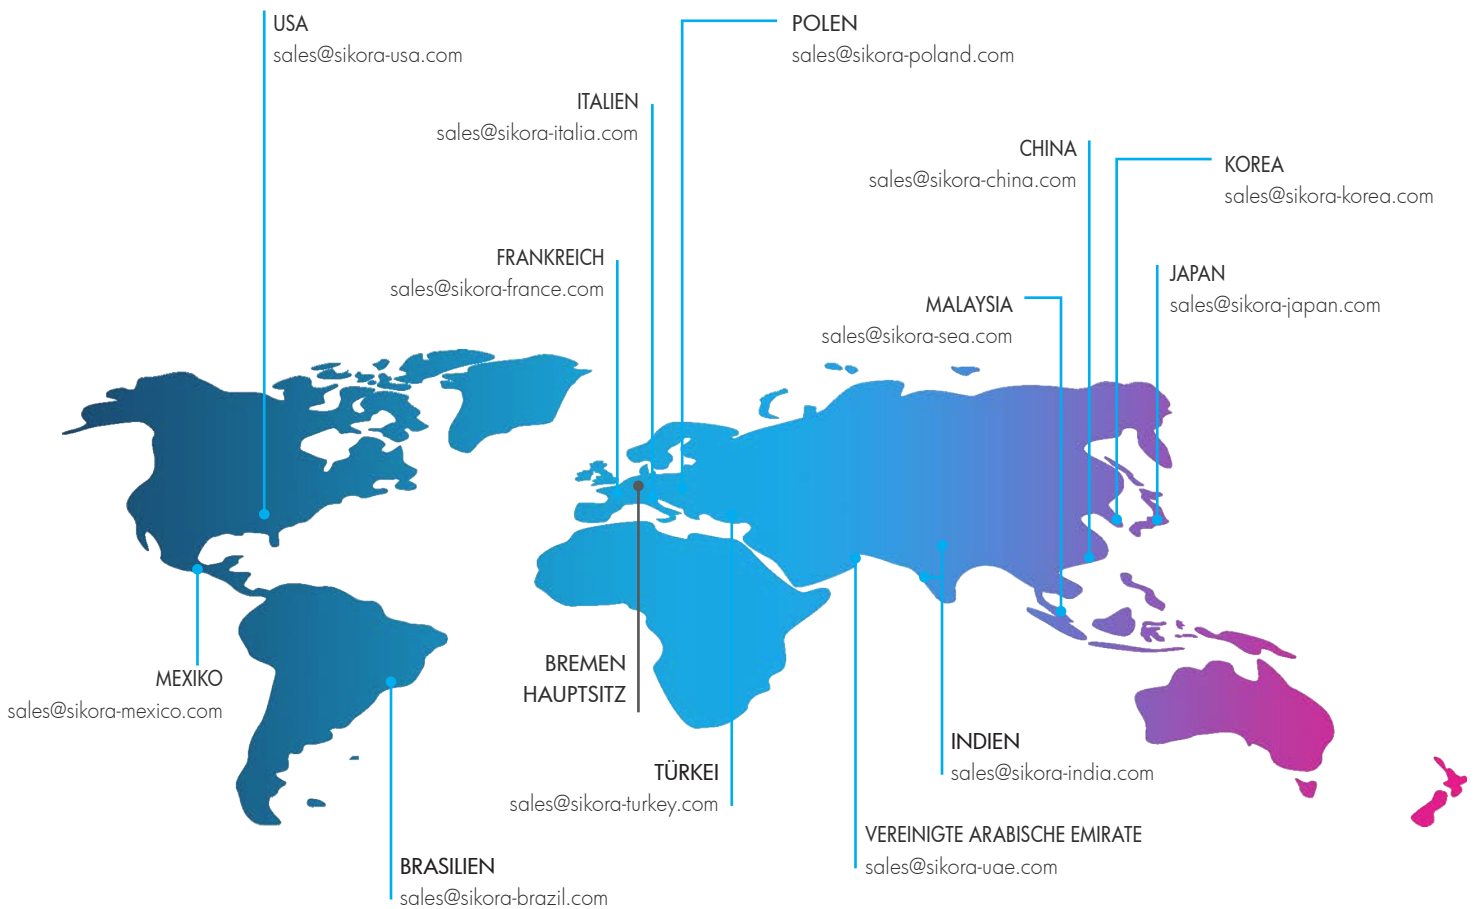 USA
sales@sikora-usa.com
POLEN
sales@sikora-poland.com
ITALIEN
sales@sikora-italia.com
CHINA
sales@sikora-china.com
KOREA
sales@sikora-korea.com
FRANKREICH
sales@sikora-france.com
JAPAN
sales@sikora-japan.com
MALAYSIA
sales@sikora-sea.com
BREMEN
HAUPTSITZ
MEXIKO
sales@sikora-mexico.com
INDIEN
sales@sikora-india.com
TÜRKEI
sales@sikora-turkey.com
VEREINIGTE ARABISCHE EMIRATE
sales@sikora-uae.com
BRASILIEN
sales@sikora-brazil.com